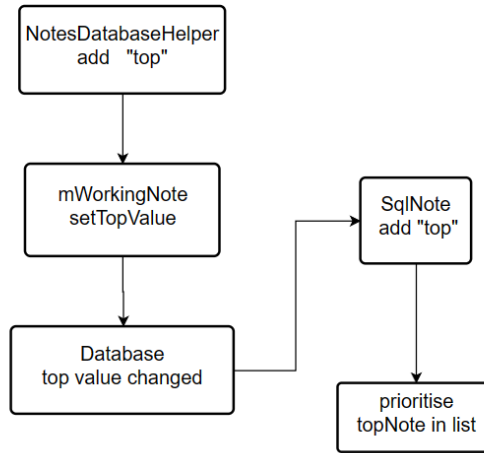 NotesDatabaseHelper
add "top"
mWorkingNote
setTopValue
Database
top value changed
SqlNote
add "top"
prioritise
topNote in list